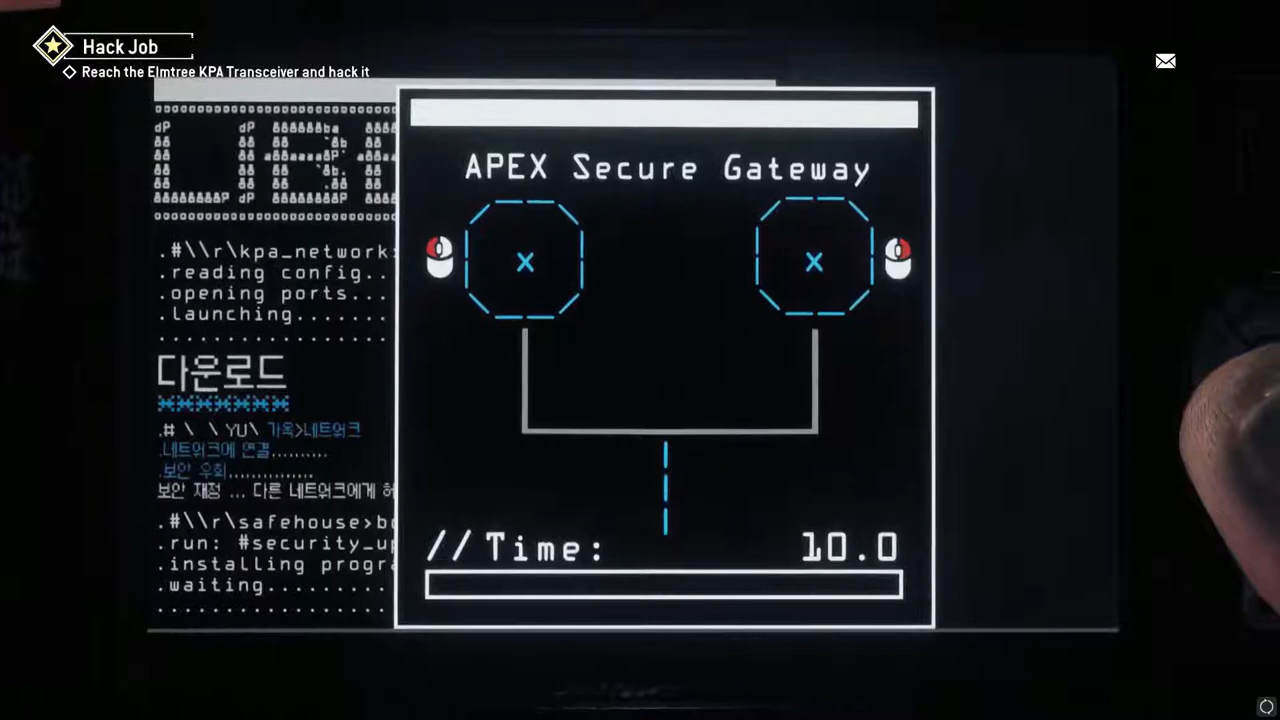 Hack Job
Reach the Elmtree KPA Transceiver and hack it
APEX Secure Gateway
.#\\r\kpa_network>
.reading config..
.opening ports...
.launching.......
다운로드
.# \ \ YU\ 가옥>네트워크
.네트워크에 연결..........
.보안 우회...............
보안 재정 ... 다른 네트워크에게
.#\\r\safehouse>
.run: #security_up
.installing progra
.waiting.........
// Time: 10.0